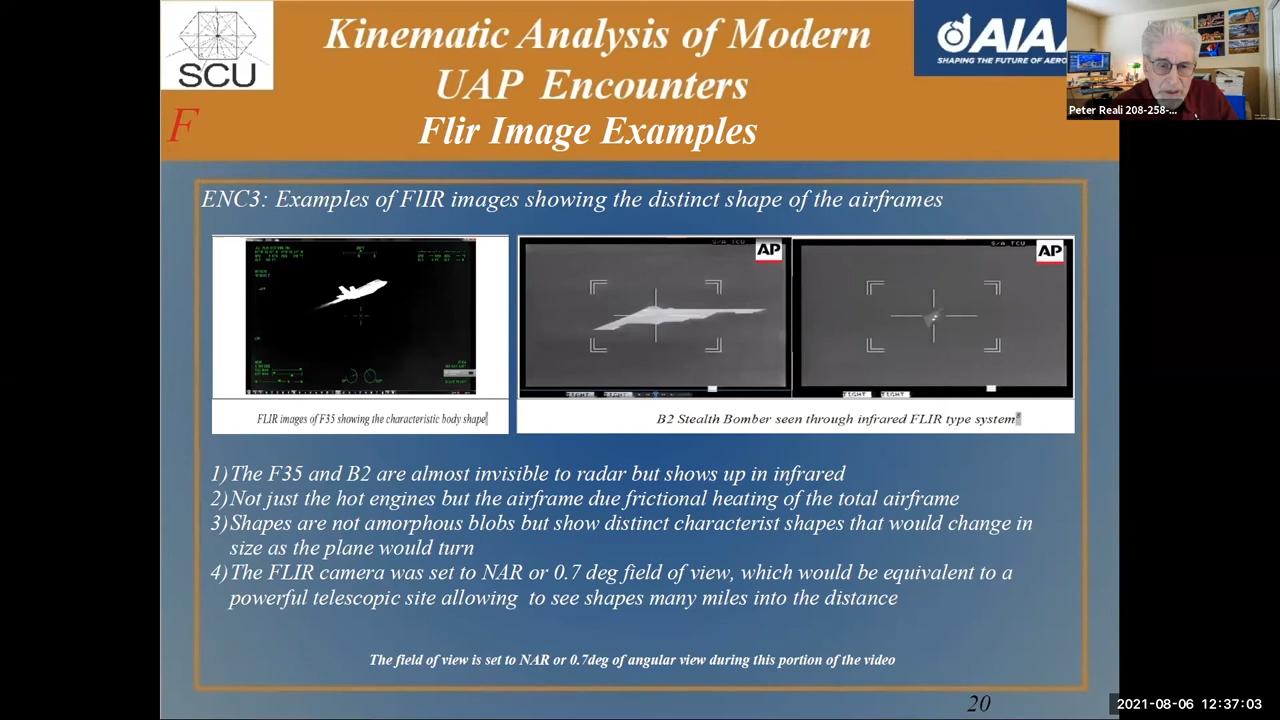 SCU
Kinematic Analysis of Modern
UAP Encounters
Flir Image Examples
F
AIAA
SHAPING THE FUTURE OF AERO
Peter Reali 208-258-...
ENC3: Examples of FlIR images showing the distinct shape of the airframes
S/A TCU
AP
S/A TCU
AP
FLIR images of F35 showing the characteristic body shape
B2 Stealth Bomber seen through infrared FLIR type system
1) The F35 and B2 are almost invisible to radar but shows up in infrared
2) Not just the hot engines but the airframe due frictional heating of the total airframe
3) Shapes are not amorphous blobs but show distinct characterist shapes that would change in
size as the plane would turn
4) The FLIR camera was set to NAR or 0.7 deg field of view, which would be equivalent to a
powerful telescopic site allowing to see shapes many miles into the distance
The field of view is set to NAR or 0.7deg of angular view during this portion of the video
20
2021-08-06 12:37:03